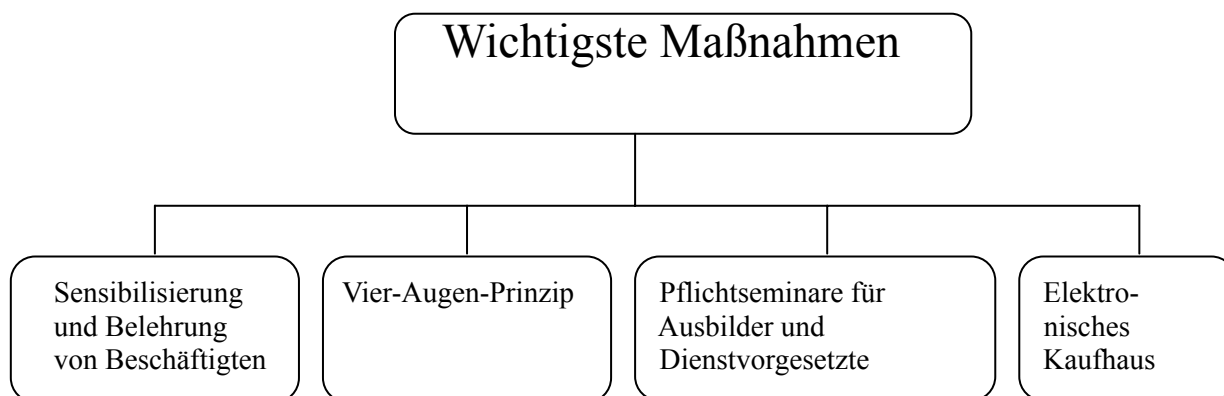 Wichtigste Maßnahmen
Sensibilisierung
und Belehrung
von Beschäftigten
Vier-Augen-Prinzip
Pflichtseminare für
Ausbilder und
Dienstvorgesetzte
Elektro-
nisches
Kaufhaus